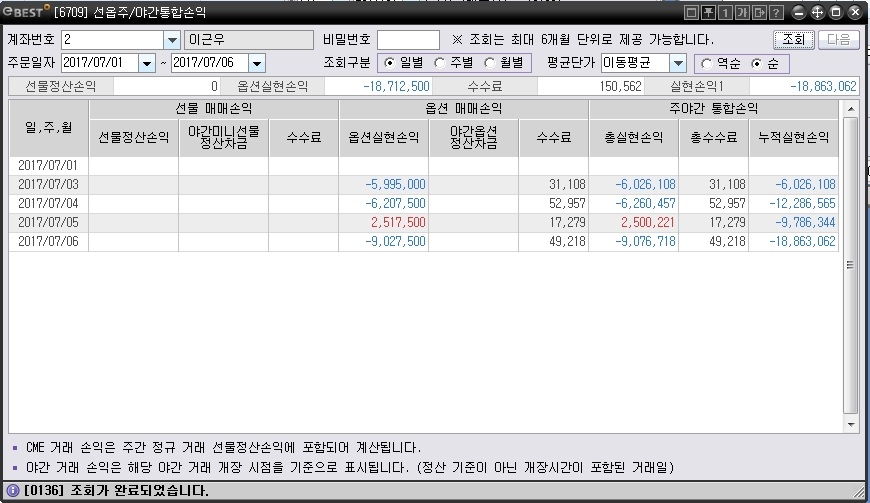 eBEST [6709] 선옵주/야간통합손익
계좌번호 2 이근우 비밀번호 ※ 조회는 최대 6개월 단위로 제공 가능합니다. 조회 다음
주문일자 2017/07/01 ~ 2017/07/06 조회구분 일별 주별 월별 평균단가 이동평균 역순 순
선물정산손익 0 옵션실현손익 -18,712,500 수수료 150,562 실현손익1 -18,863,062
일,주,월 선물 매매손익 옵션 매매손익 주야간 통합손익
선물정산손익 야간미니선물 정산차금 수수료 옵션실현손익 야간옵션 정산차금 수수료 총실현손익 총수수료 누적실현손익
2017/07/01
2017/07/03 -5,995,000 31,108 -6,026,108 31,108 -6,026,108
2017/07/04 -6,207,500 52,957 -6,260,457 52,957 -12,286,565
2017/07/05 2,517,500 17,279 2,500,221 17,279 -9,786,344
2017/07/06 -9,027,500 49,218 -9,076,718 49,218 -18,863,062
▪ CME 거래 손익은 주간 정규 거래 선물정산손익에 포함되어 계산됩니다.
▪ 야간 거래 손익은 해당 야간 거래 개장 시점을 기준으로 표시됩니다. (정산 기준이 아닌 개장시간이 포함된 거래일)
[0136] 조회가 완료되었습니다.